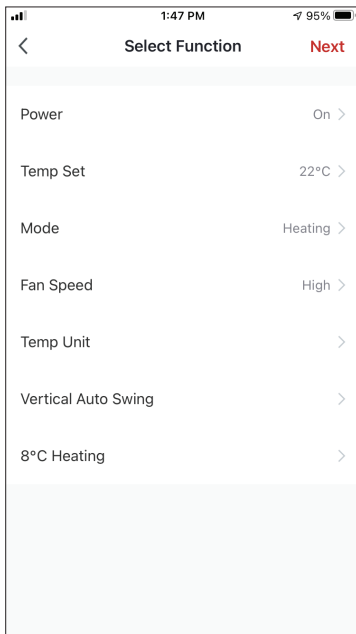 1:47 PM 95%
Select Function Next
Power On
Temp Set 22°C
Mode Heating
Fan Speed High
Temp Unit
Vertical Auto Swing
8°C Heating